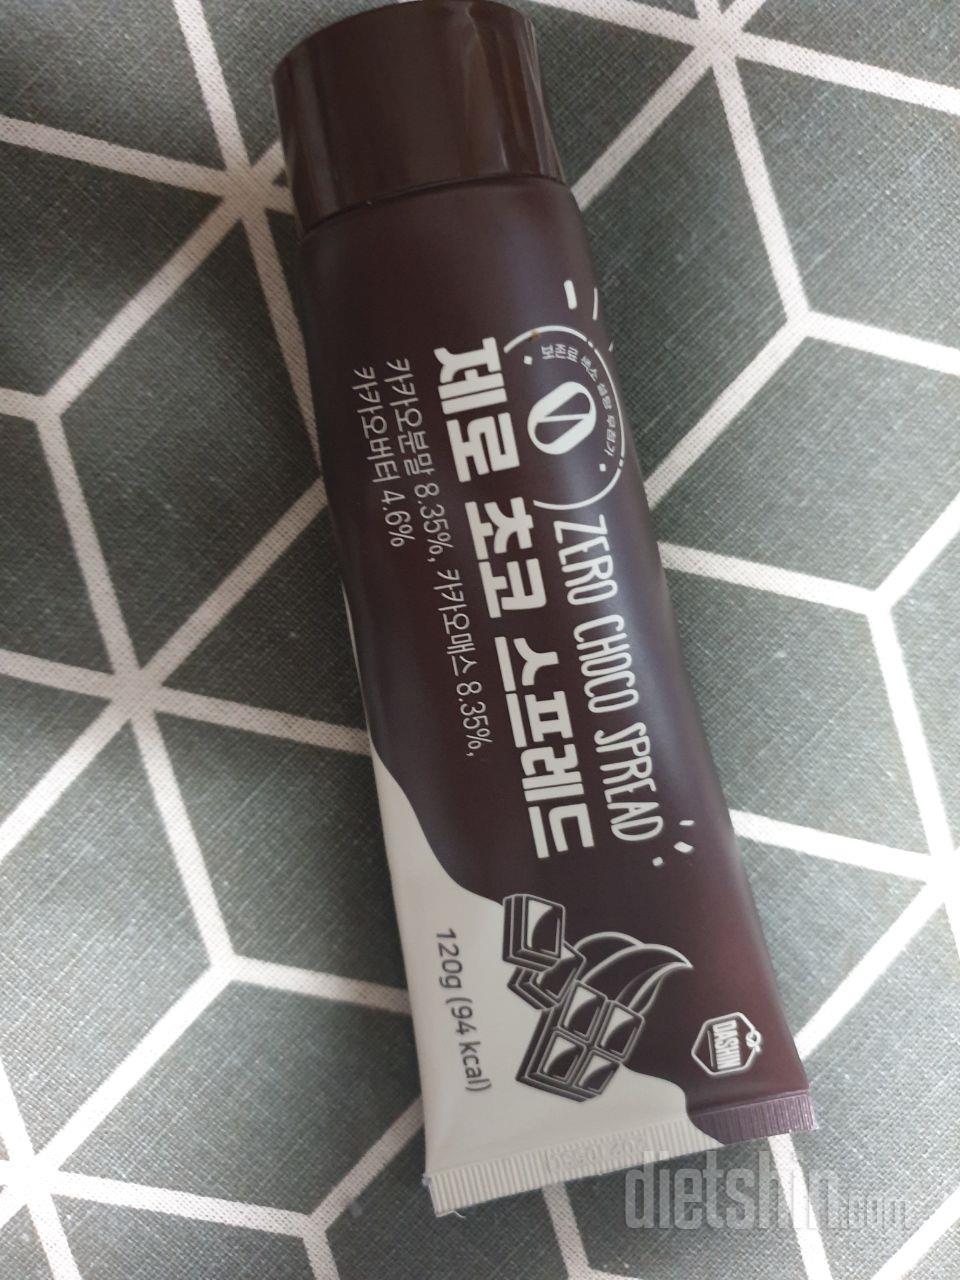 ZERO CHOCO SPREAD
0
제로 초코 스프레드
카카오분말 8.35%, 카카오매스 8.35%,
카카오버터 4.6%
120g (94 kcal)
DASHIN
dietshin.com